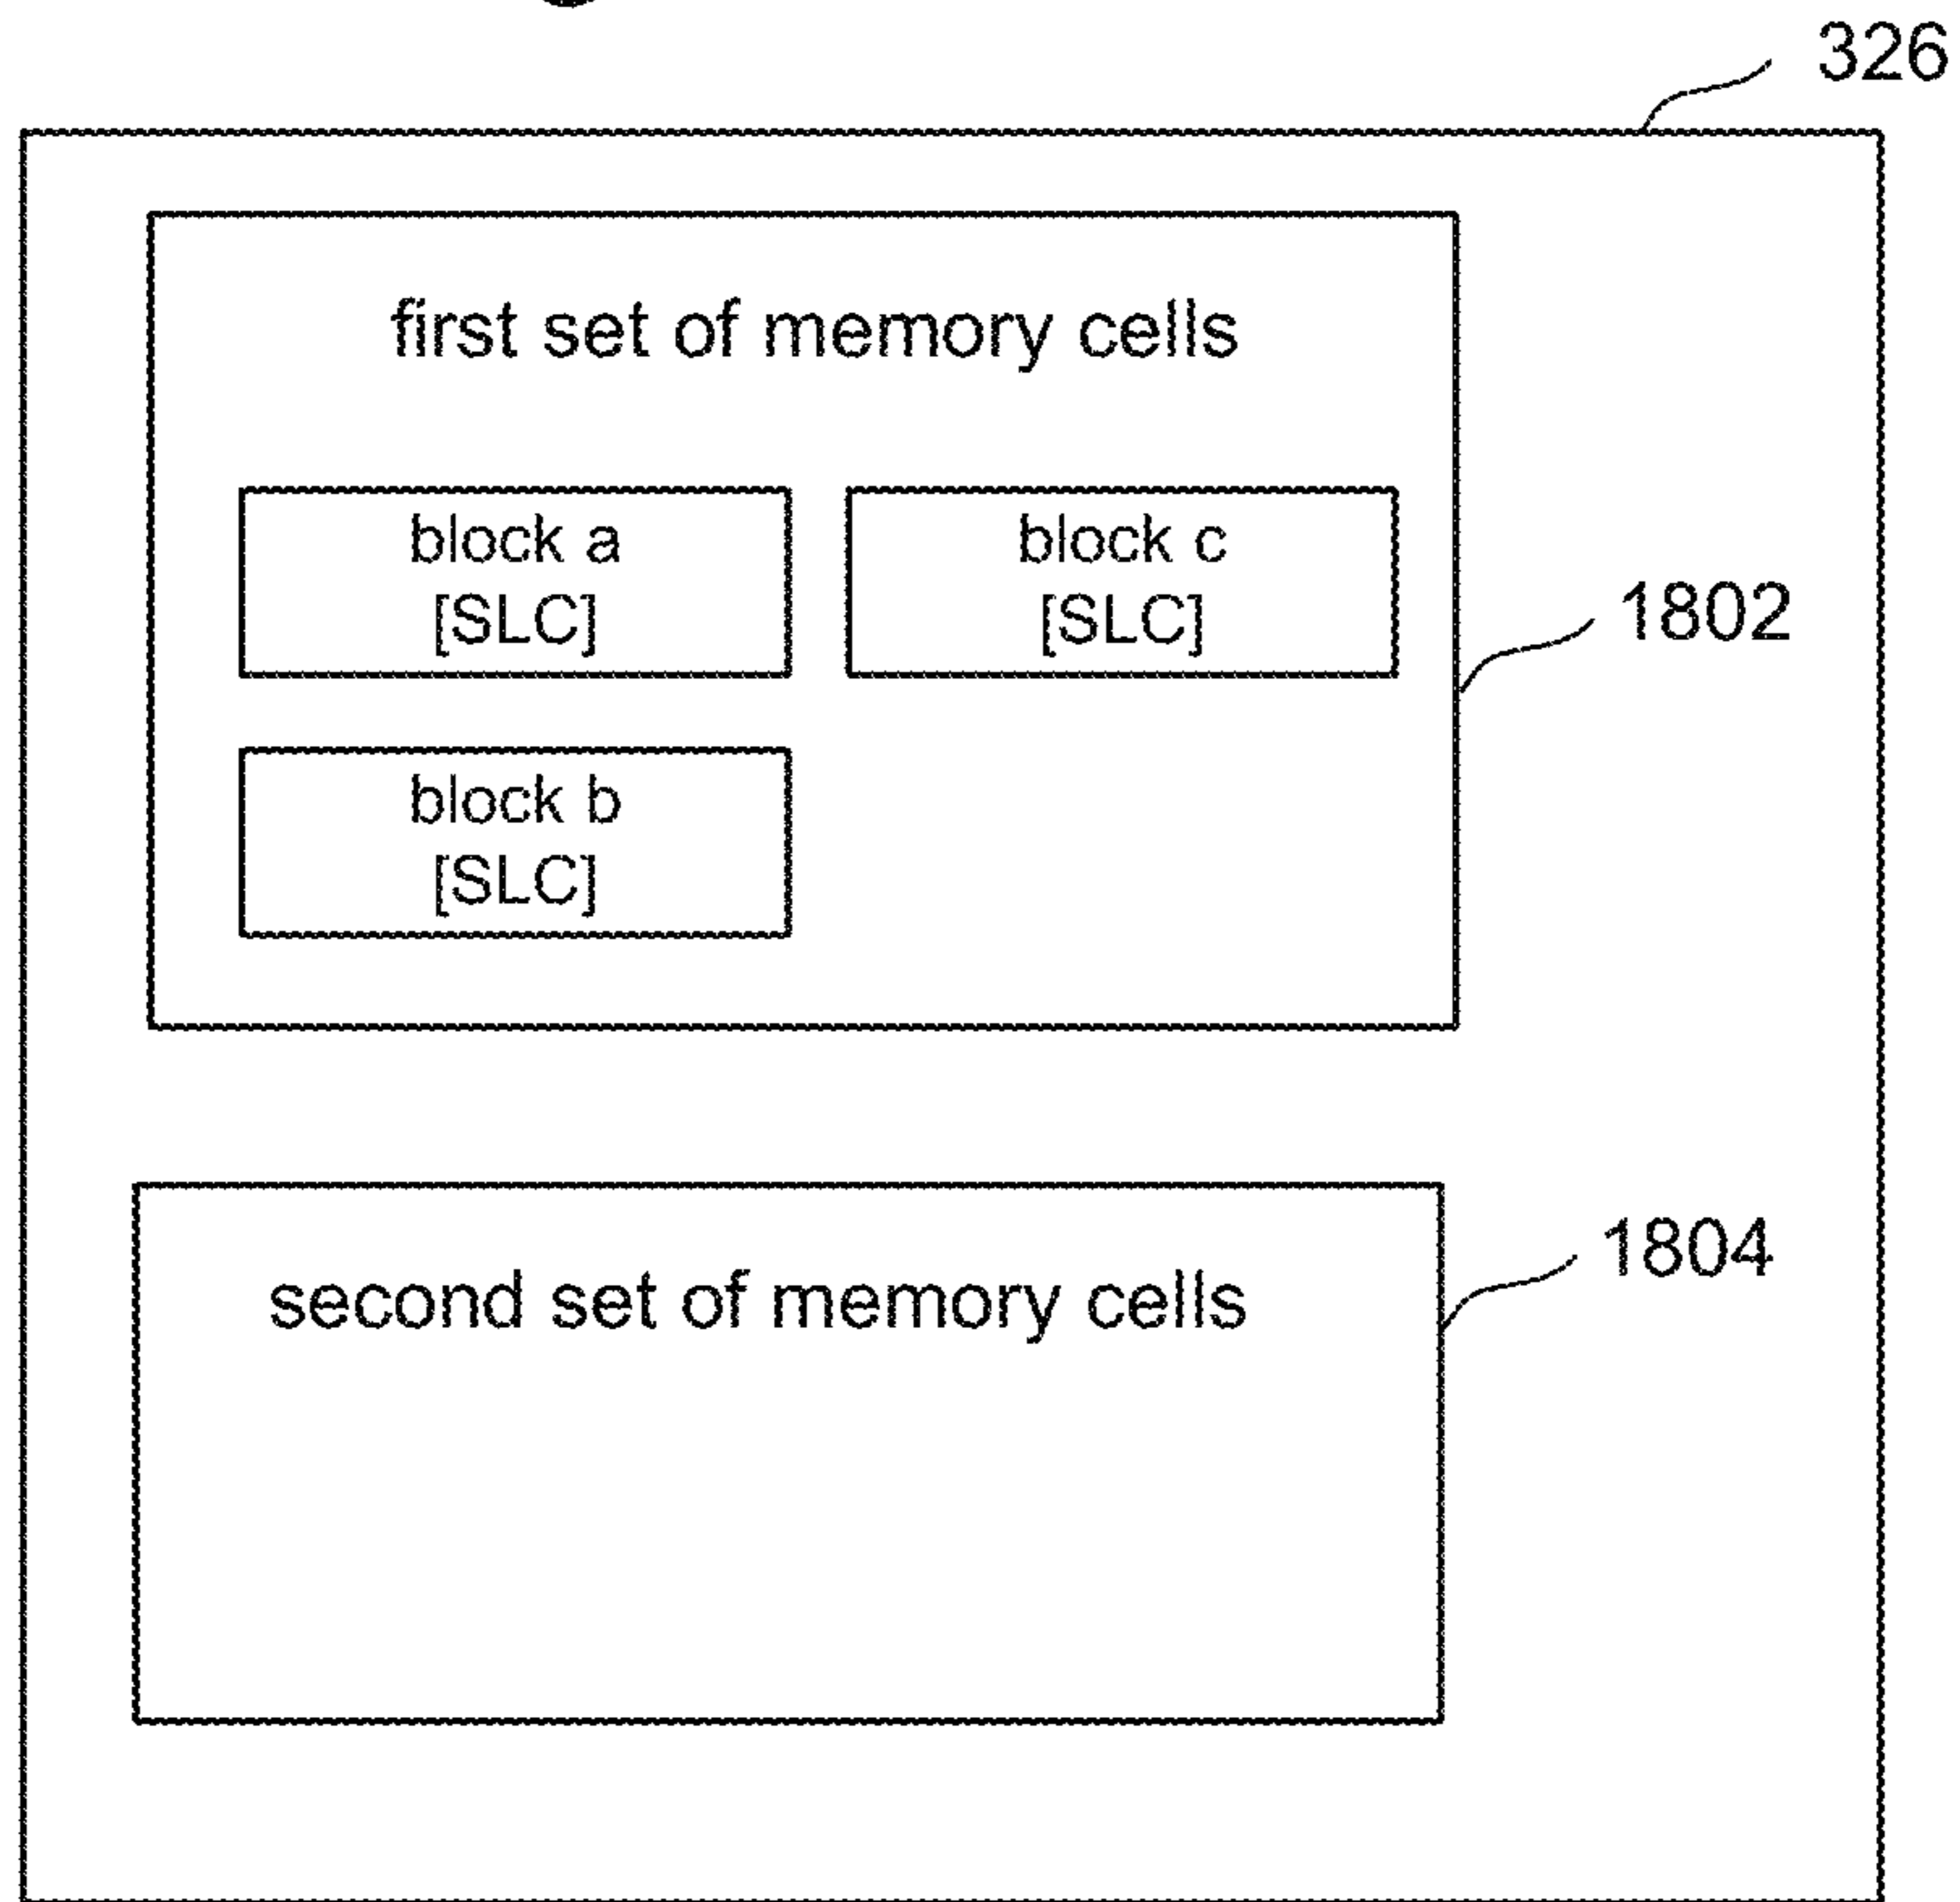 326
first set of memory cells
block a
[SLC]
block c
[SLC]
1802
block b
[SLC]
1804
second set of memory cells